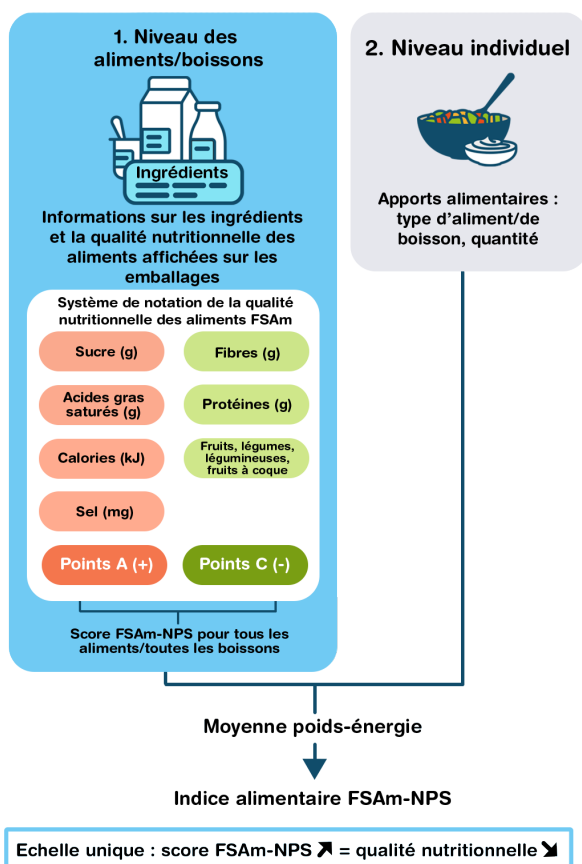 1. Niveau des
aliments/boissons
Ingrédients
Informations sur les ingrédients
et la qualité nutritionnelle des
aliments affichées sur les
emballages
Système de notation de la qualité
nutritionnelle des aliments FSAm
Sucre (g)
Fibres (g)
Acides gras
saturés (g)
Protéines (g)
Calories (kJ)
Fruits, légumes,
légumineuses,
fruits à coque
Sel (mg)
Points A (+)
Points C (-)
Score FSAm-NPS pour tous les
aliments/toutes les boissons
2. Niveau individuel
Apports alimentaires :
type d’aliment/de
boisson, quantité
Moyenne poids-énergie
Indice alimentaire FSAm-NPS
Echelle unique : score FSAm-NPS ↗ = qualité nutritionnelle ↘